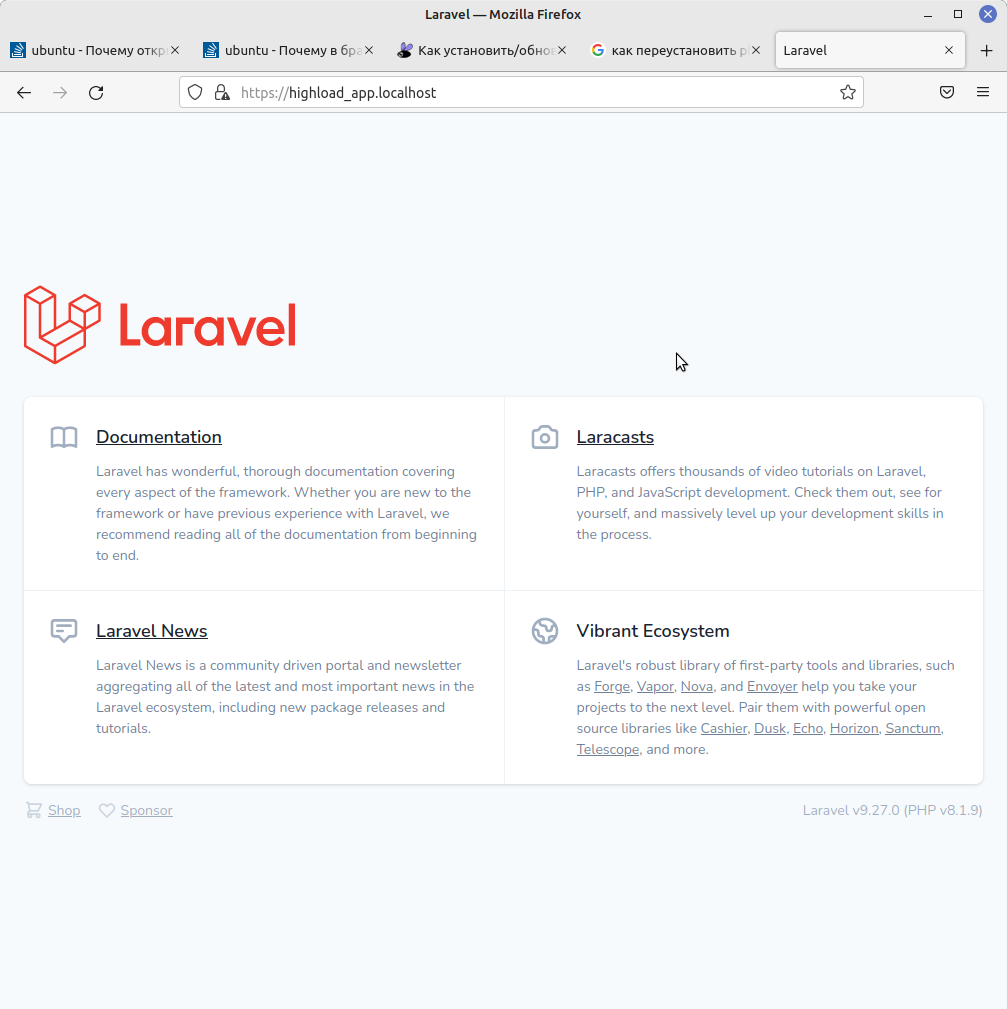 Laravel — Mozilla Firefox
ubuntu - Почему откр
ubuntu - Почему в бра
Как установить/обно
как переустановить p
Laravel
https://highload_app.localhost
Laravel
Documentation
Laravel has wonderful, thorough documentation covering
every aspect of the framework. Whether you are new to the
framework or have previous experience with Laravel, we
recommend reading all of the documentation from beginning
to end.
Laracasts
Laracasts offers thousands of video tutorials on Laravel,
PHP, and JavaScript development. Check them out, see for
yourself, and massively level up your development skills in
the process.
Laravel News
Laravel News is a community driven portal and newsletter
aggregating all of the latest and most important news in the
Laravel ecosystem, including new package releases and
tutorials.
Vibrant Ecosystem
Laravel's robust library of first-party tools and libraries, such
as Forge, Vapor, Nova, and Envoyer help you take your
projects to the next level. Pair them with powerful open
source libraries like Cashier, Dusk, Echo, Horizon, Sanctum,
Telescope, and more.
Shop
Sponsor
Laravel v9.27.0 (PHP v8.1.9)